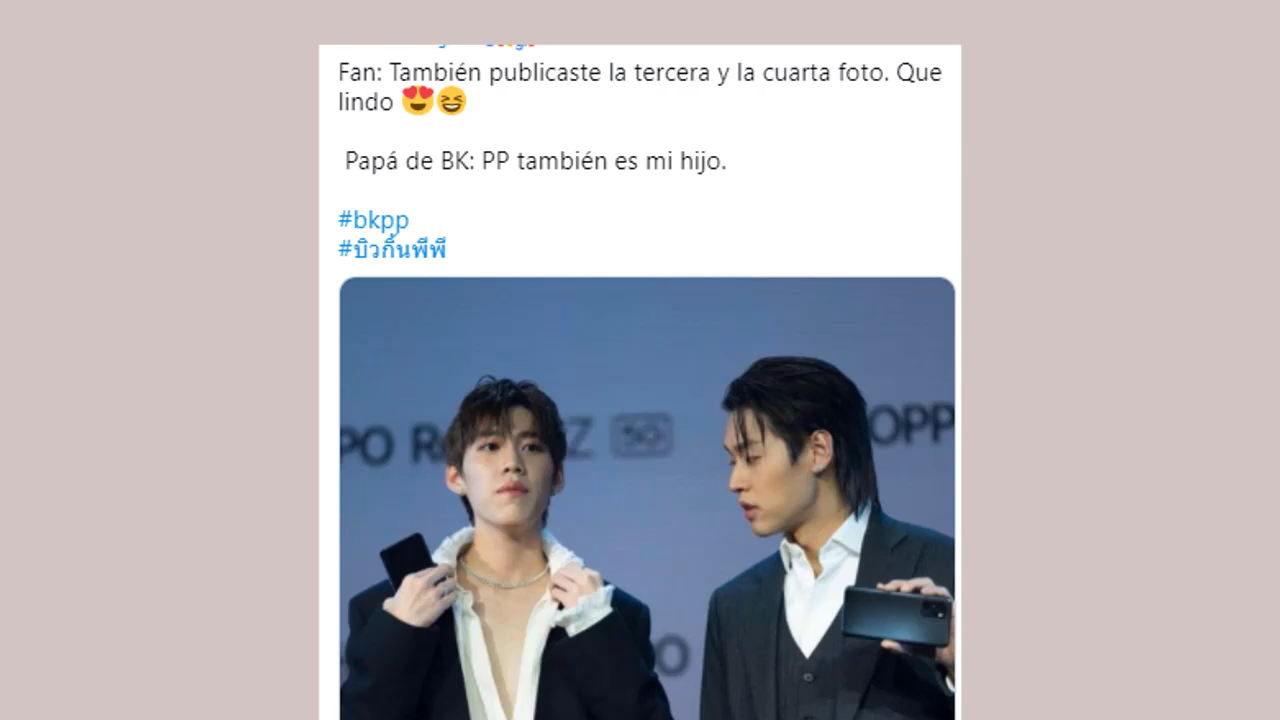 Fan: También publicaste la tercera y la cuarta foto. Que
lindo 😍😆
Papá de BK: PP también es mi hijo.
#bkpp
#บิวกิ้นพีพี
PO R Z 5G OPP
O